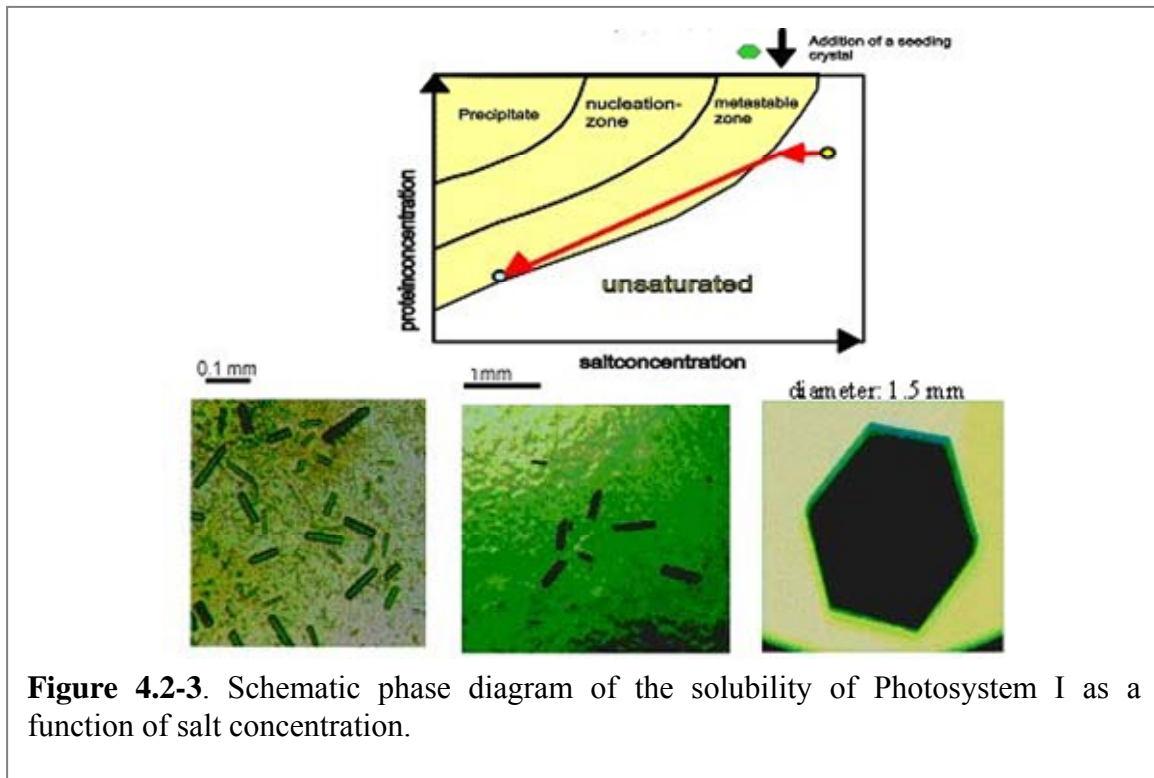 Addition of a seeding
crystal
Precipitate
nucleation-
zone
metastable
zone
proteinconcentration
unsaturated
saltconcentration
0.1 mm
1mm
diameter: 1.5 mm
Figure 4.2-3. Schematic phase diagram of the solubility of Photosystem I as a
function of salt concentration.